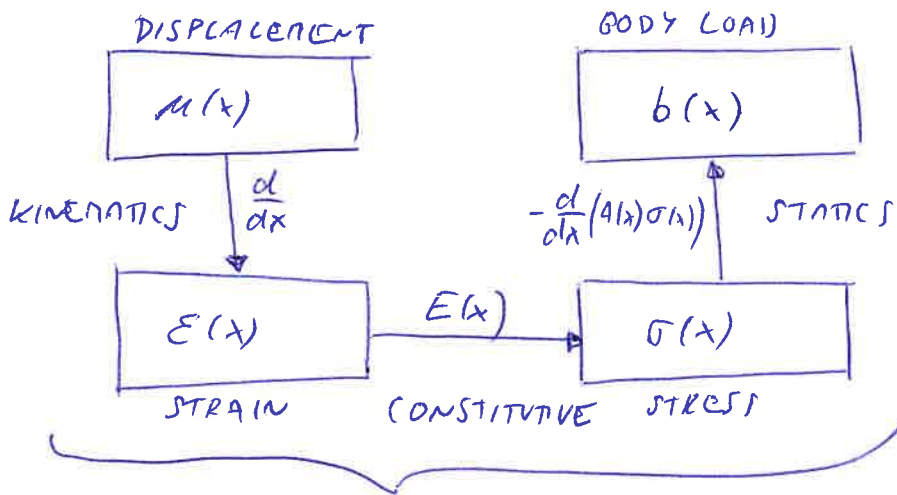 DISPLACEMENT BODY LOAD
u(x) b(x)
KINEMATICS d/dx -d/dx(A(x)σ(x)) STATICS
ε(x) E(x) σ(x)
STRAIN CONSTITUTIVE STRESS